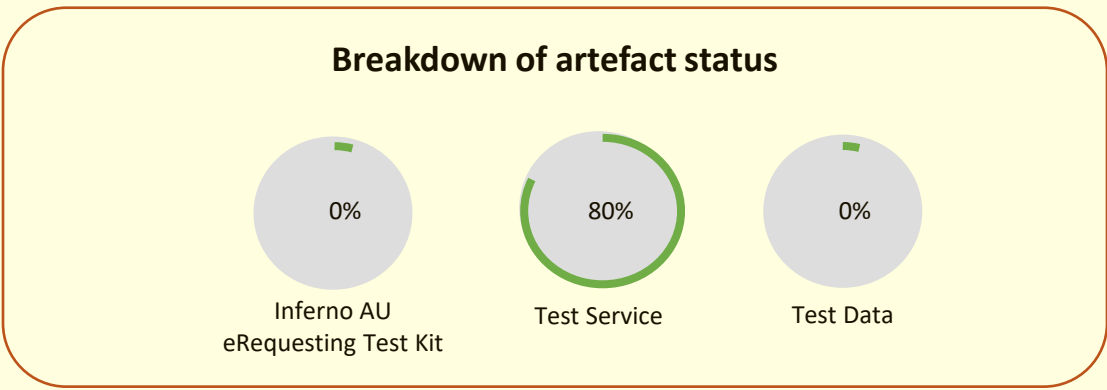 Breakdown of artefact status
0%
80%
0%
Inferno AU
eRequesting Test Kit
Test Service
Test Data